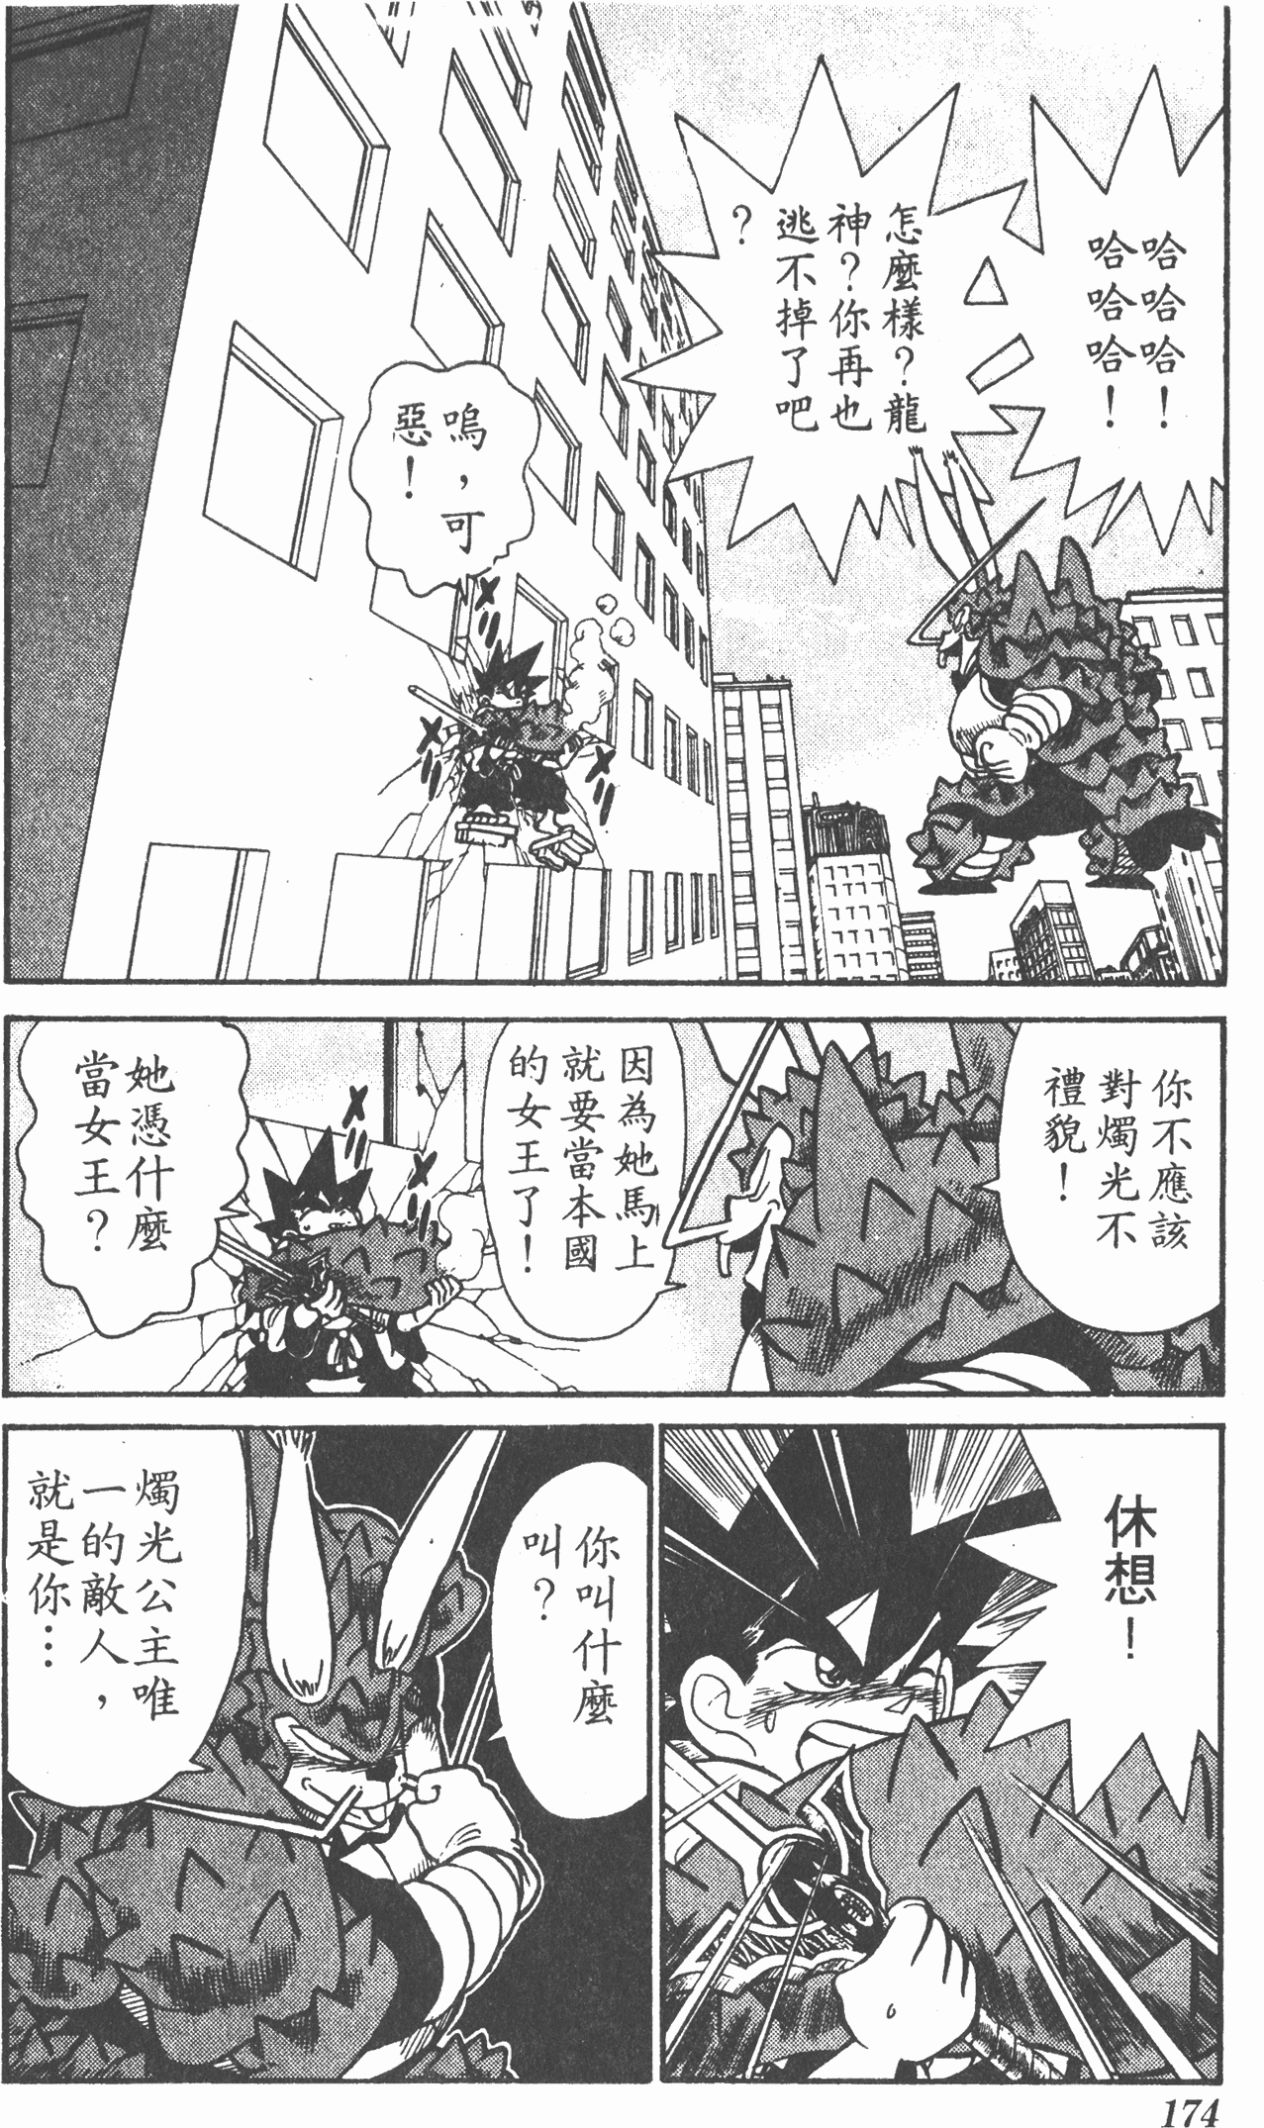 哈哈哈！
哈哈哈！
怎麼樣？龍
神？你再也
逃不掉了吧
？
嗚，可
惡！
你不應該
對燭光不
禮貌！
因為她馬上
就要當本國
的女王了！
她憑什麼
當女王？
休想！
你叫什麼
叫？
燭光公主唯
一的敵人，
就是你…
174